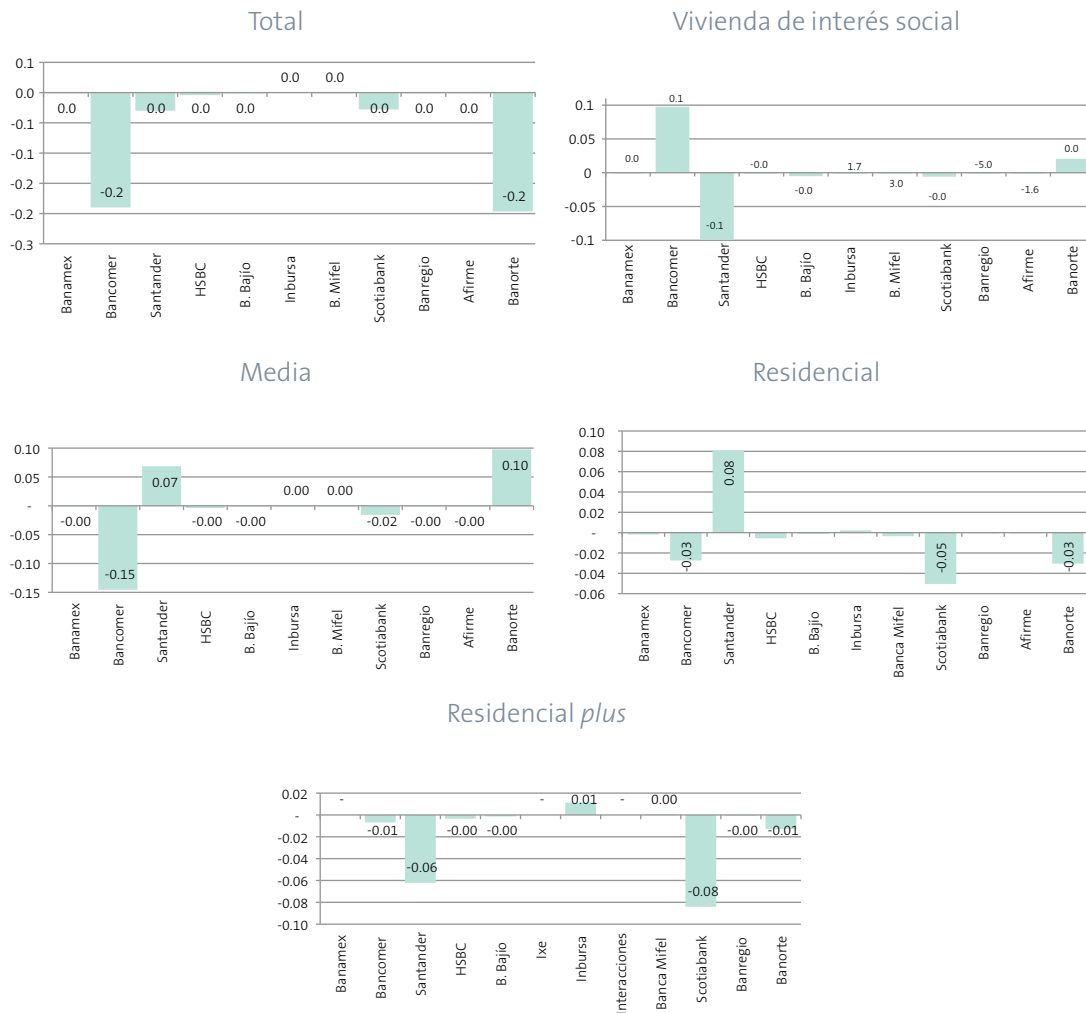 Total
0.1
0.0
-0.1
-0.1
-0.2
-0.2
-0.3
0.0 -0.2 0.0 0.0 0.0 0.0 0.0 0.0 0.0 0.0 -0.2
Banamex Bancomer Santander HSBC B. Bajío Inbursa B. Mifel Scotiabank Banregio Afirme Banorte
Vivienda de interés social
0.1
0.05
0
-0.05
-0.1
0.0 0.1 -0.1 -0.0 -0.0 1.7 3.0 -0.0 -5.0 -1.6 0.0
Banamex Bancomer Santander HSBC B. Bajío Inbursa B. Mifel Scotiabank Banregio Afirme Banorte
Media
0.10
0.05
-
-0.05
-0.10
-0.15
-0.00 -0.15 0.07 -0.00 -0.00 0.00 0.00 -0.02 -0.00 -0.00 0.10
Banamex Bancomer Santander HSBC B. Bajío Inbursa B. Mifel Scotiabank Banregio Afirme Banorte
Residencial
0.10
0.08
0.06
0.04
0.02
-
-0.02
-0.04
-0.06
-0.03 0.08 -0.05 -0.03
Banamex Bancomer Santander HSBC B. Bajío Inbursa Banca Mifel Scotiabank Banregio Afirme Banorte
Residencial plus
0.02
-
-0.02
-0.04
-0.06
-0.08
-0.10
- -0.01 -0.06 -0.00 -0.00 - 0.01 - 0.00 -0.08 -0.00 -0.01
Banamex Bancomer Santander HSBC B. Bajío Ixe Inbursa Interacciones Banca Mifel Scotiabank Banregio Banorte